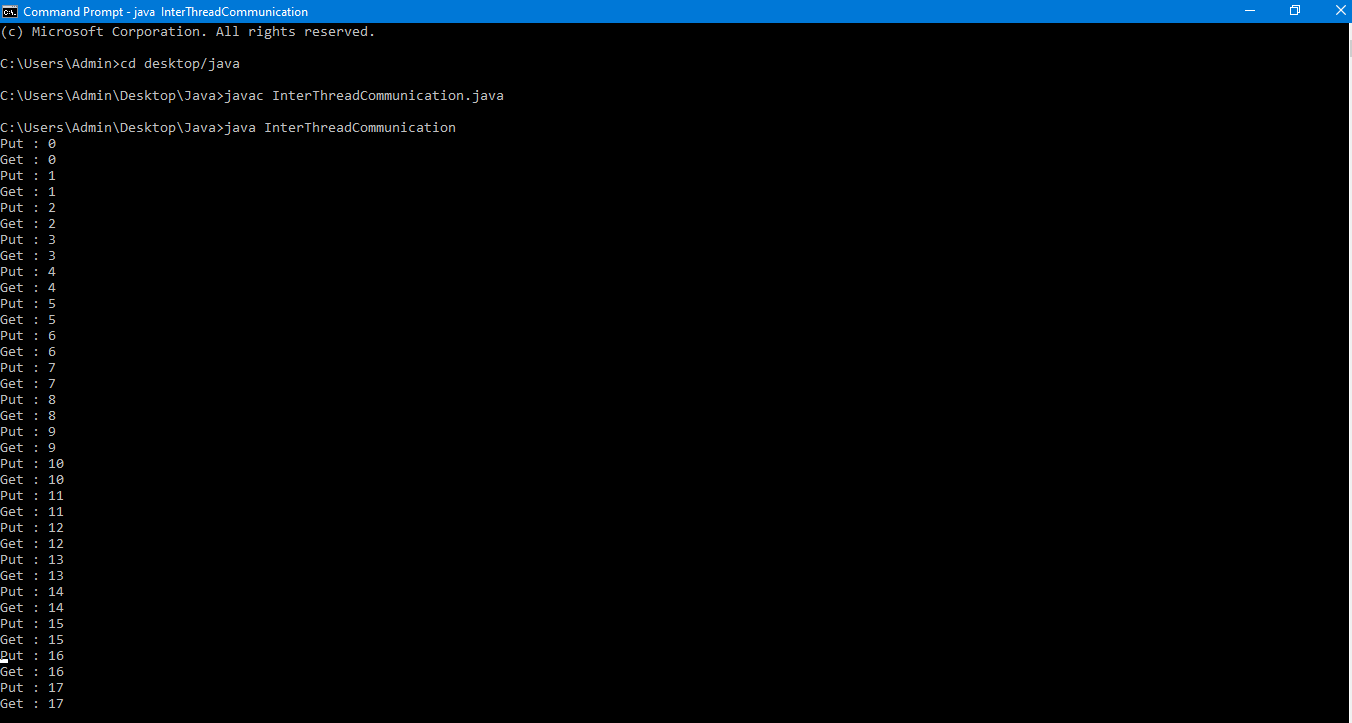 Command Prompt - java  InterThreadCommunication
(c) Microsoft Corporation. All rights reserved.
C:\Users\Admin>cd desktop/java
C:\Users\Admin\Desktop\Java>javac InterThreadCommunication.java
C:\Users\Admin\Desktop\Java>java InterThreadCommunication
Put : 0
Get : 0
Put : 1
Get : 1
Put : 2
Get : 2
Put : 3
Get : 3
Put : 4
Get : 4
Put : 5
Get : 5
Put : 6
Get : 6
Put : 7
Get : 7
Put : 8
Get : 8
Put : 9
Get : 9
Put : 10
Get : 10
Put : 11
Get : 11
Put : 12
Get : 12
Put : 13
Get : 13
Put : 14
Get : 14
Put : 15
Get : 15
Put : 16
Get : 16
Put : 17
Get : 17